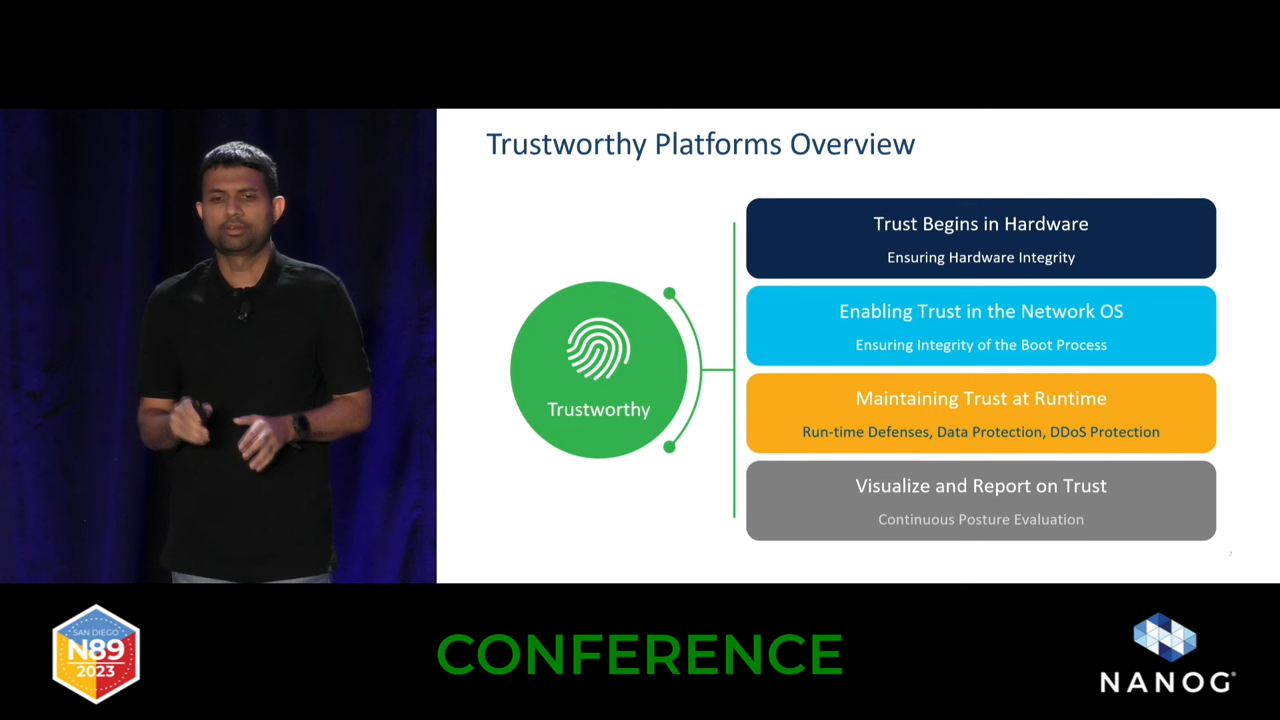 Trustworthy Platforms Overview
Trustworthy
Trust Begins in Hardware
Ensuring Hardware Integrity
Enabling Trust in the Network OS
Ensuring Integrity of the Boot Process
Maintaining Trust at Runtime
Run-time Defenses, Data Protection, DDoS Protection
Visualize and Report on Trust
Continuous Posture Evaluation
7
SAN DIEGO
N89
2023
CONFERENCE
NANOG®